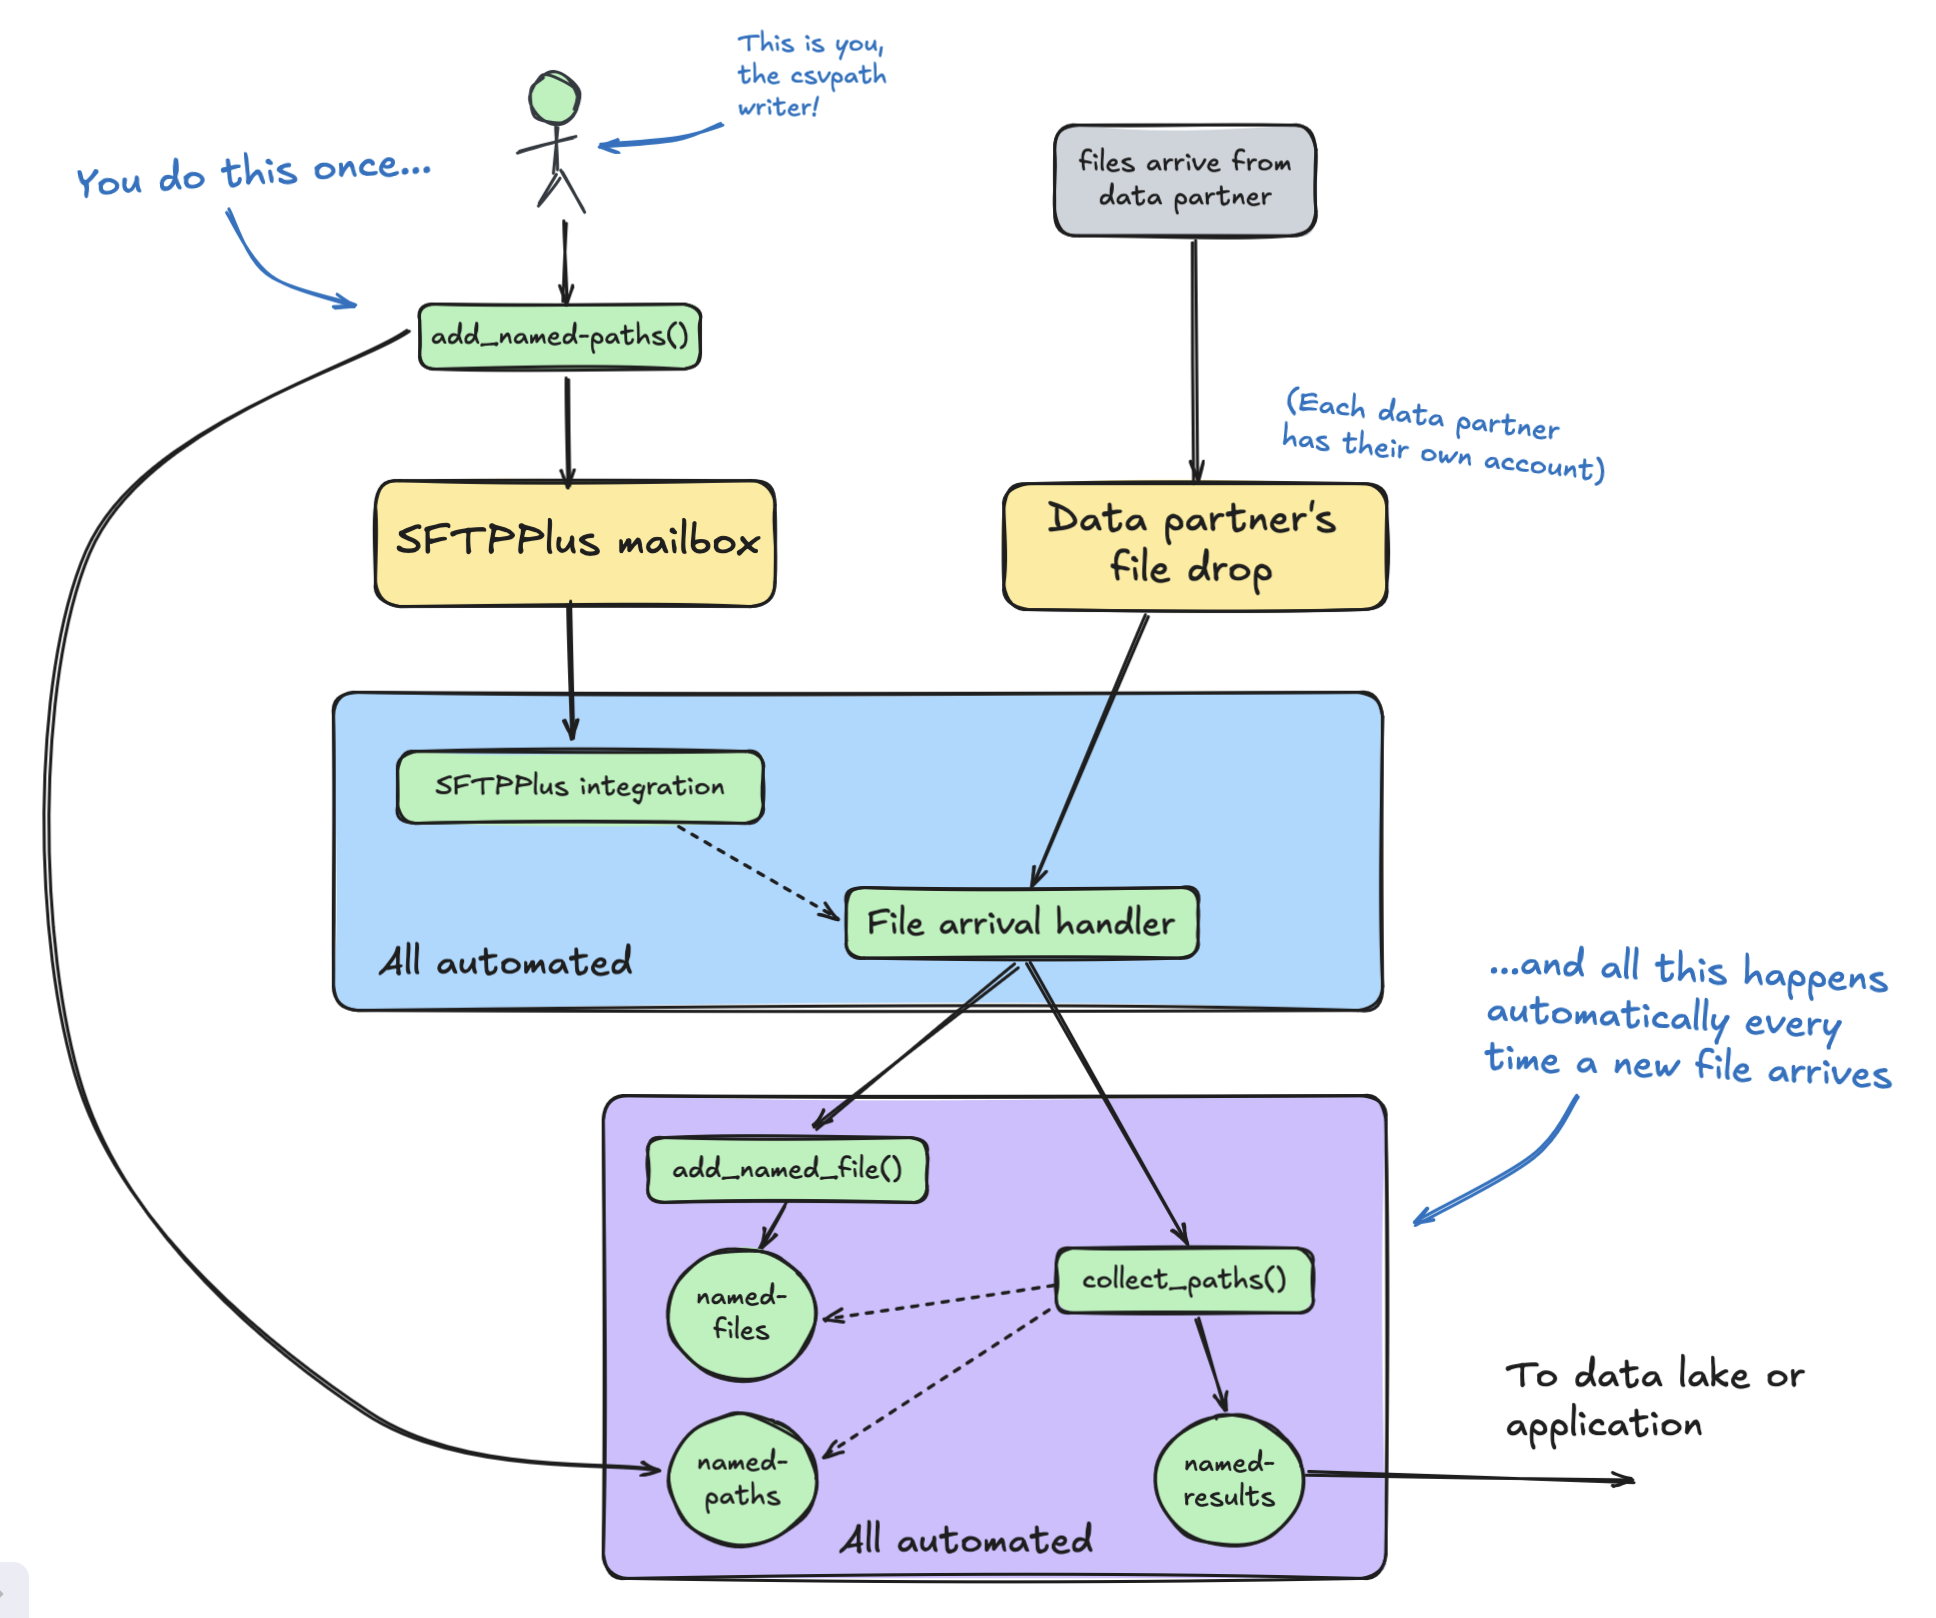 This is you,
the csvpath
writer!
You do this once...
files arrive from
data partner
add_named-paths()
(Each data partner
has their own account)
SFTPPlus mailbox
Data partner's
file drop
SFTPPlus integration
File arrival handler
All automated
...and all this happens
automatically every
time a new file arrives
add_named_file()
collect_paths()
named-
files
To data lake or
application
named-
paths
named-
results
All automated